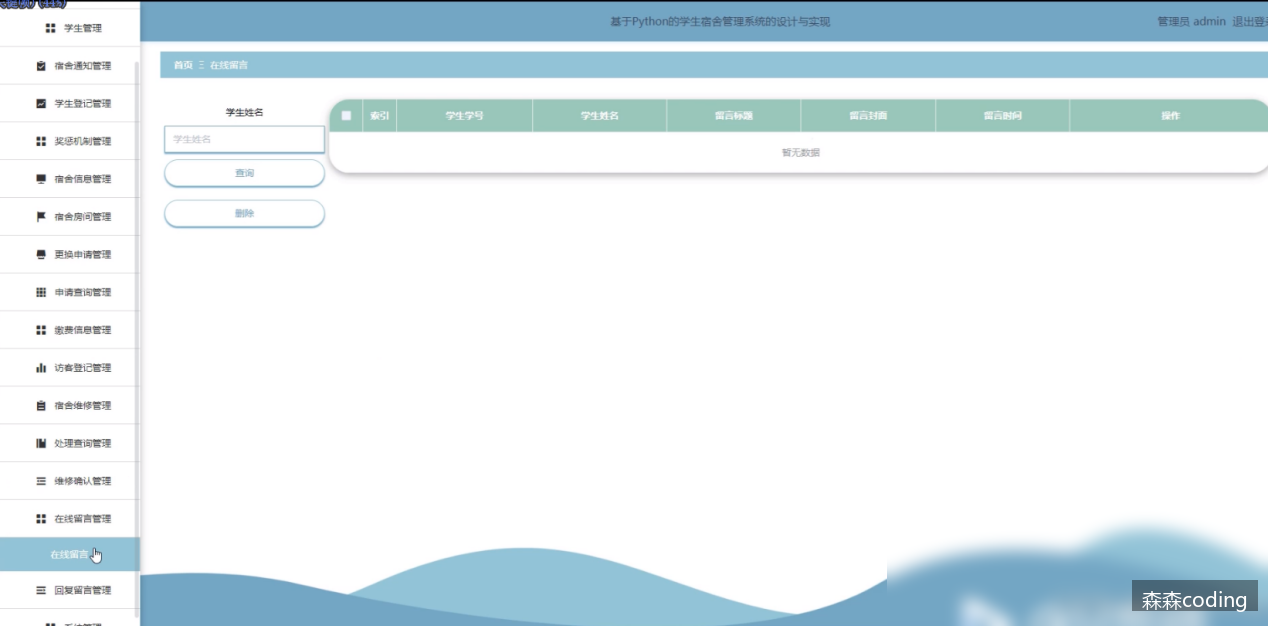 学生管理
宿舍通知管理
学生登记管理
奖惩机制管理
宿舍信息管理
宿舍房间管理
更换申请管理
申请查询管理
缴费信息管理
访客登记管理
宿舍维修管理
处理查询管理
维修确认管理
在线留言管理
在线留言
回复留言管理
系统管理
基于Python的学生宿舍管理系统的设计与实现
管理员 admin 退出登
首页 Ξ 在线留言
学生姓名
学生姓名
查询
删除
索引 学生学号 学生姓名 留言标题 留言封面 留言时间 操作
暂无数据
森森coding